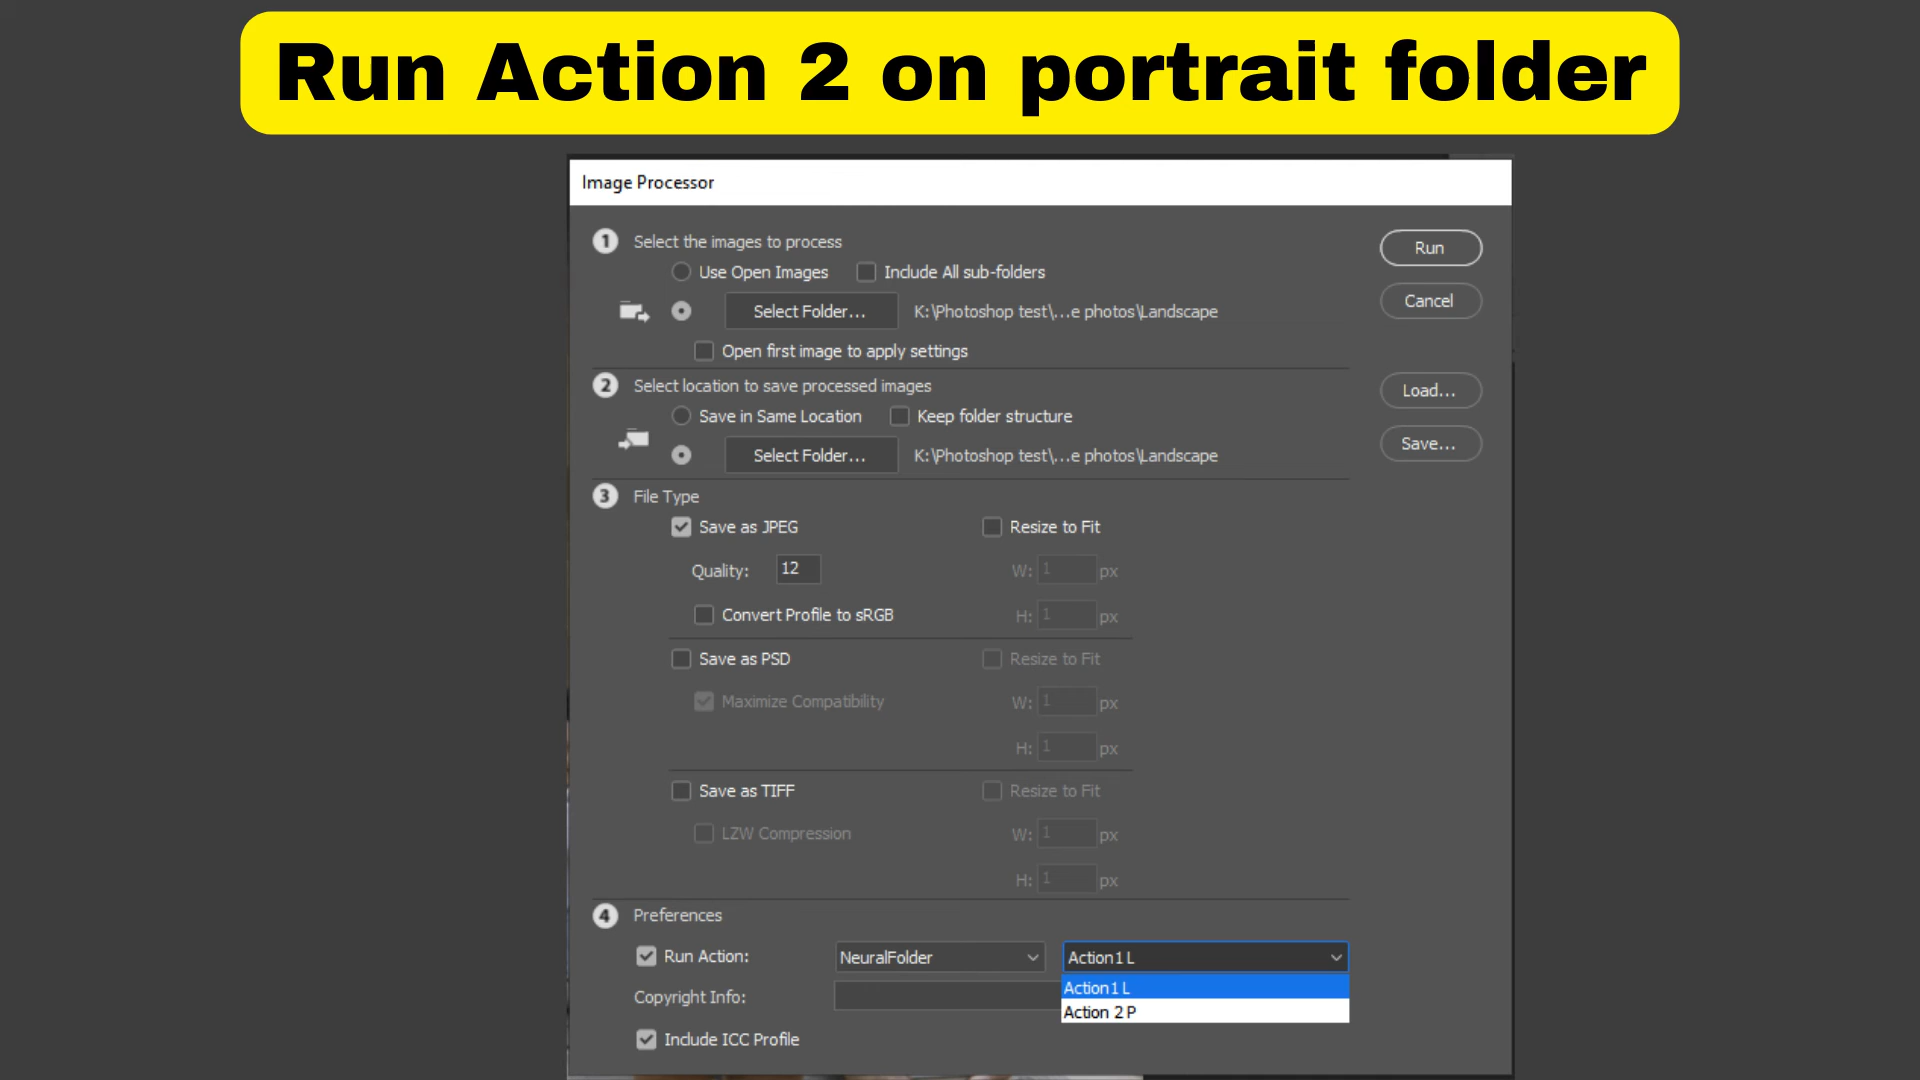 Run Action 2 on portrait folder
Image Processor
1 Select the images to process
Use Open Images Include All sub-folders
Select Folder... K:\Photoshop test\...e photos\Landscape
Open first image to apply settings
Run
Cancel
2 Select location to save processed images
Save in Same Location Keep folder structure
Select Folder... K:\Photoshop test\...e photos\Landscape
Load...
Save...
3 File Type
Save as JPEG Resize to Fit
Quality: 12 W: 1 px
Convert Profile to sRGB H: 1 px
Save as PSD Resize to Fit
Maximize Compatibility W: 1 px
H: 1 px
Save as TIFF Resize to Fit
LZW Compression W: 1 px
H: 1 px
4 Preferences
Run Action: NeuralFolder Action1 L
Action1 L
Copyright Info:
Action 2 P
Include ICC Profile